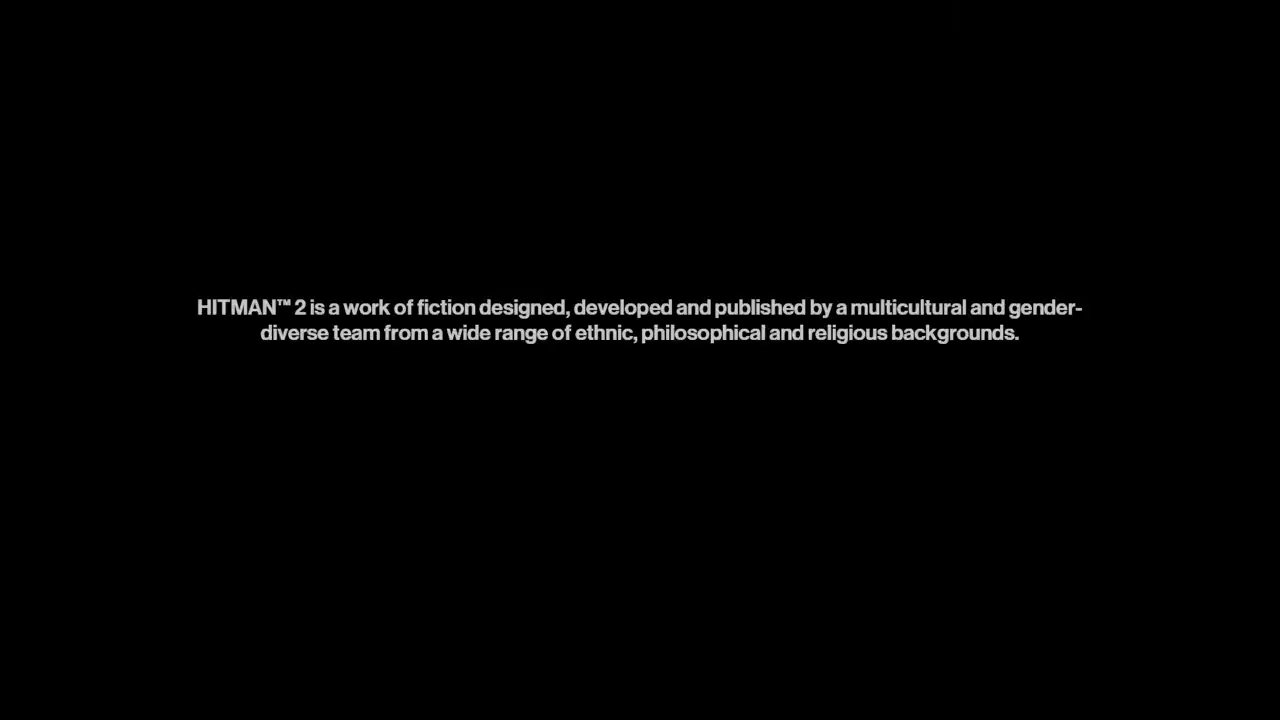 HITMAN™ 2 is a work of fiction designed, developed and published by a multicultural and gender-
diverse team from a wide range of ethnic, philosophical and religious backgrounds.